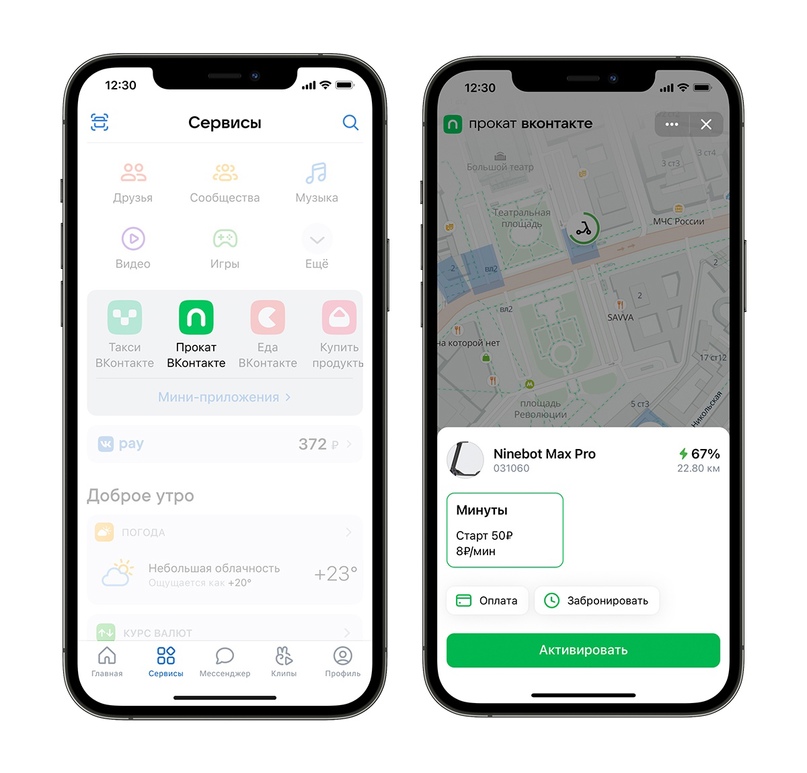 12:30
Сервисы
Друзья
Сообщества
Музыка
Видео
Игры
Ещё
Такси
ВКонтакте
Прокат
ВКонтакте
Еда
ВКонтакте
Купить
продукты
Мини-приложения
pay
372 ₽
Доброе утро
ПОГОДА
Небольшая облачность
Ощущается как +20°
+23°
КУРС ВАЛЮТ
Главная
Сервисы
Мессенджер
Клипы
Профиль
12:30
прокат вконтакте
Большой театр
3 ст3
3 ст4
Театральная
площадь
МЧС России
2
вл2
2
2
вл2
SAVVA
на которой нет
17 ст12
площадь
Революции
5 ст3
Никольская
Ninebot Max Pro
031060
67%
22.80 км
Минуты
Старт 50₽
8₽/мин
Оплата
Забронировать
Активировать